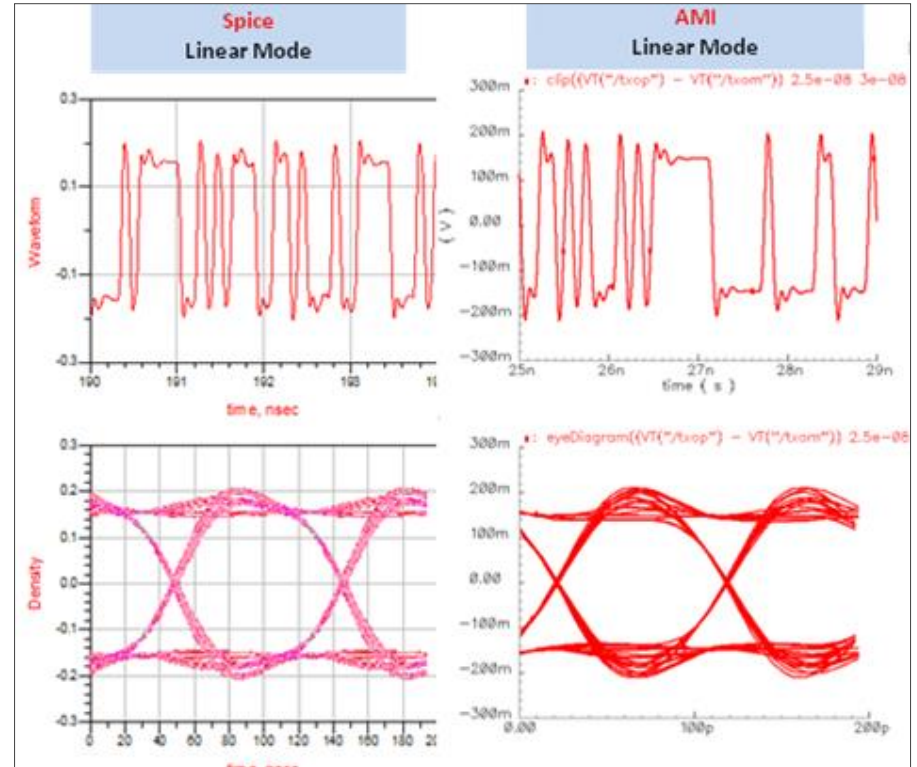 Spice
Linear Mode
AMI
Linear Mode
0.3
0.1
-0.1
-0.3
Waveform
190 191 192 193
time, nsec
: clip((VT("/txop") - VT("/txom")) 2.5e-08 3e-08
300m
200m
100m
0.00
-100m
-200m
-300m
( V )
25n 26n 27n 28n 29n
time ( s )
0.3
0.2
0.1
0.0
-0.1
-0.2
-0.3
Density
0 20 40 60 80 100 120 140 160 180
: eyeDiagram((VT("/txop") - VT("/txom")) 2.5e-08
300m
200m
100m
0.00
-100m
-200m
-300m
0.00 100p 200p